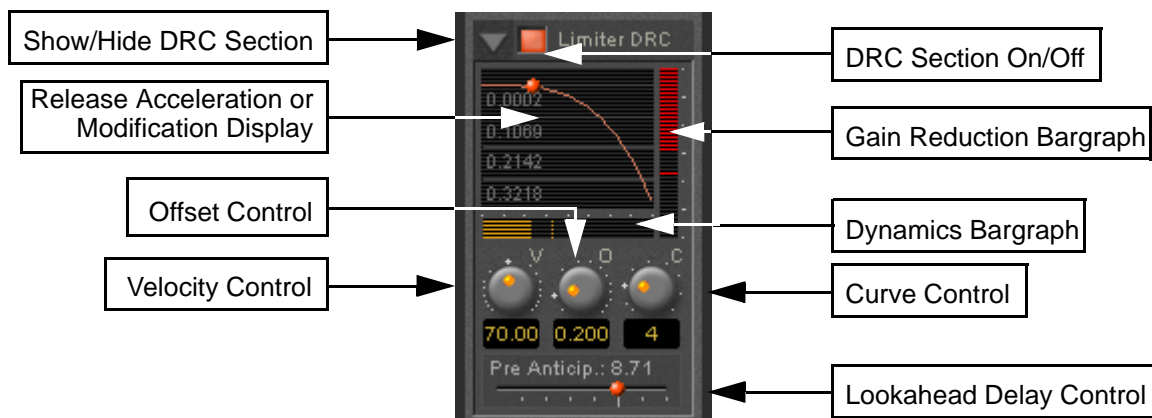 Show/Hide DRC Section
Limiter DRC
DRC Section On/Off
Release Acceleration or
Modification Display
0.0002
0.1069
0.2142
0.3218
Gain Reduction Bargraph
Offset Control
Dynamics Bargraph
Velocity Control
V
O
C
Curve Control
70.00
0.200
4
Pre Anticip.: 8.71
Lookahead Delay Control